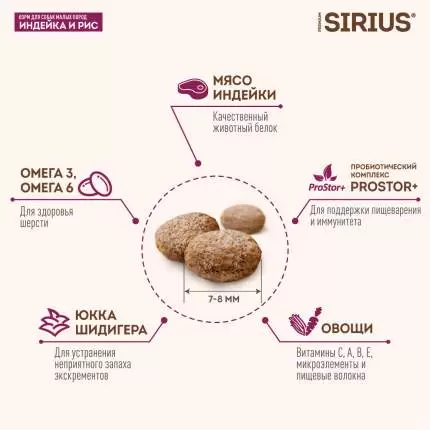 КОРМ ДЛЯ СОБАК МАЛЫХ ПОРОД
ИНДЕЙКА И РИС
PREMIUM
SIRIUS®
МЯСО
ИНДЕЙКИ
Качественный
животный белок
ОМЕГА 3,
ОМЕГА 6
Для здоровья
шерсти
ProStor+
ПРОБИОТИЧЕСКИЙ
КОМПЛЕКС
PROSTOR+
Для поддержки пищеварения
и иммунитета
7-8 ММ
ЮККА
ШИДИГЕРА
Для устранения
неприятного запаха
экскрементов
ОВОЩИ
Витамины С, А, В, Е,
микроэлементы и
пищевые волокна